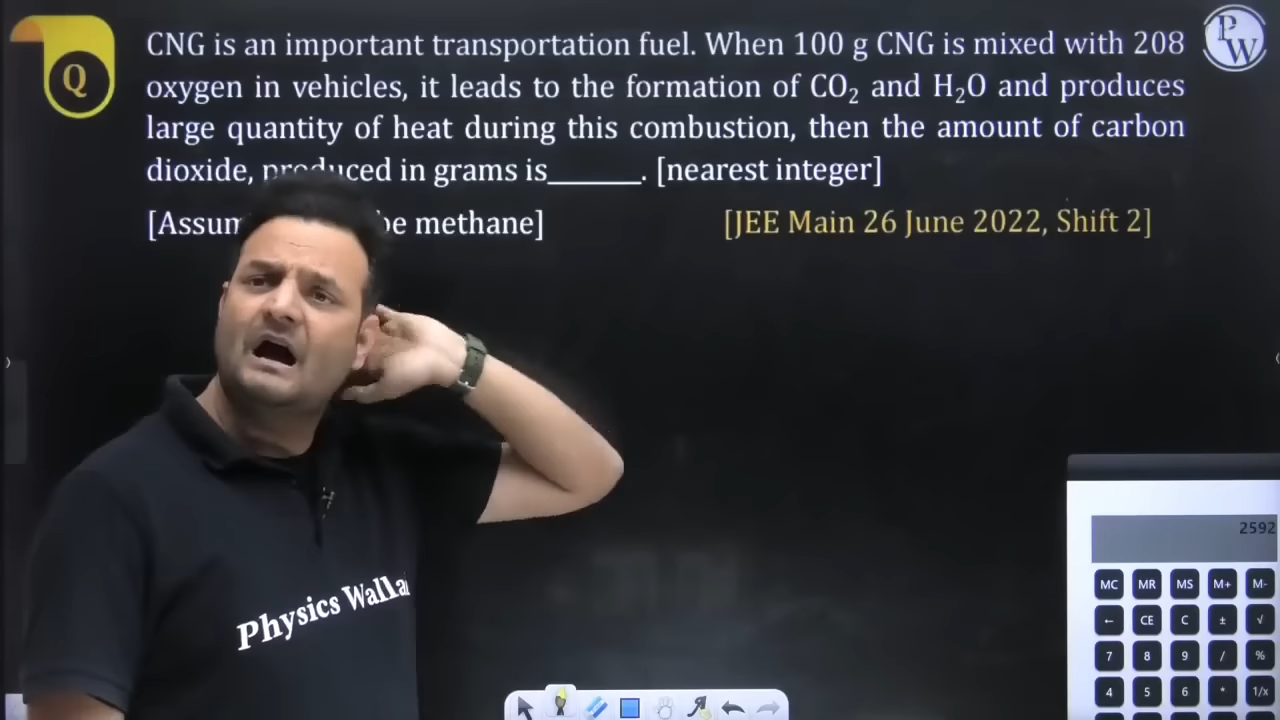 Q
CNG is an important transportation fuel. When 100 g CNG is mixed with 208
oxygen in vehicles, it leads to the formation of CO₂ and H₂O and produces
large quantity of heat during this combustion, then the amount of carbon
dioxide, produced in grams is______. [nearest integer]
[Assum be methane] [JEE Main 26 June 2022, Shift 2]
PW
Physics Walla
2592
MC MR MS M+ M-
← CE C ± √
7 8 9 / %
4 5 6 * 1/x